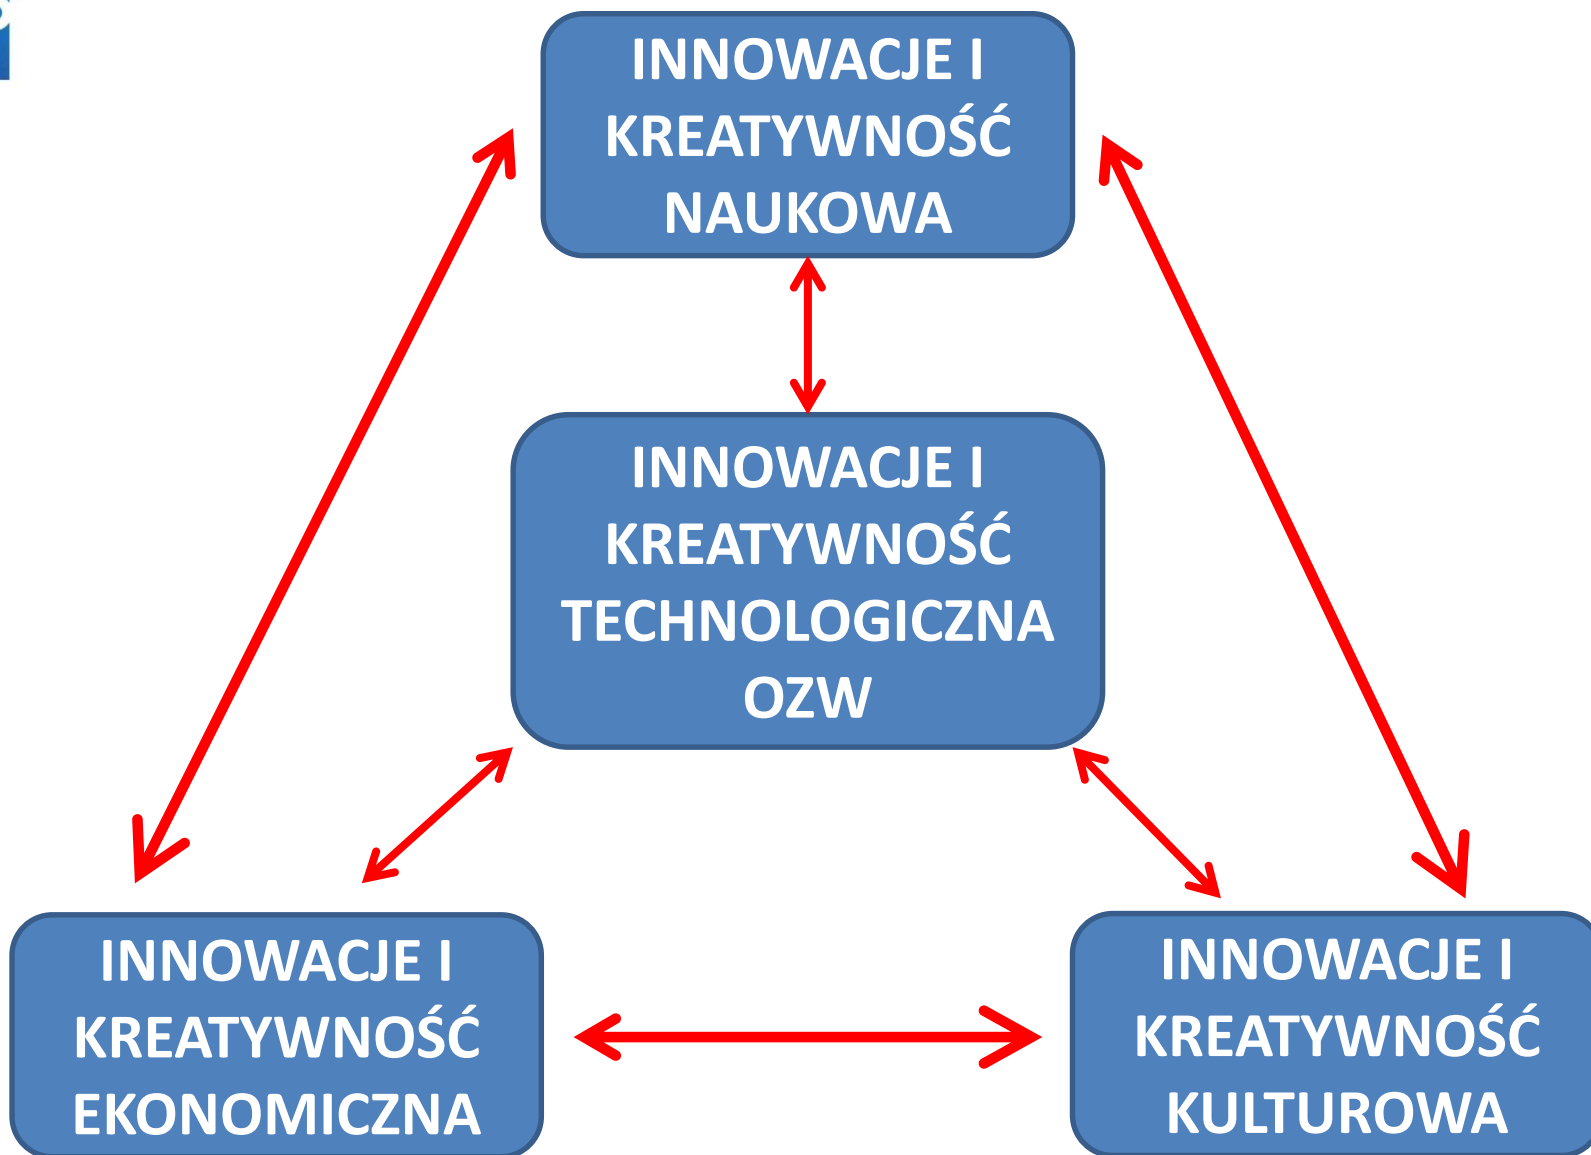 INNOWACJE I
KREATYWNOŚĆ
NAUKOWA
INNOWACJE I
KREATYWNOŚĆ
TECHNOLOGICZNA
OZW
INNOWACJE I
KREATYWNOŚĆ
EKONOMICZNA
INNOWACJE I
KREATYWNOŚĆ
KULTUROWA